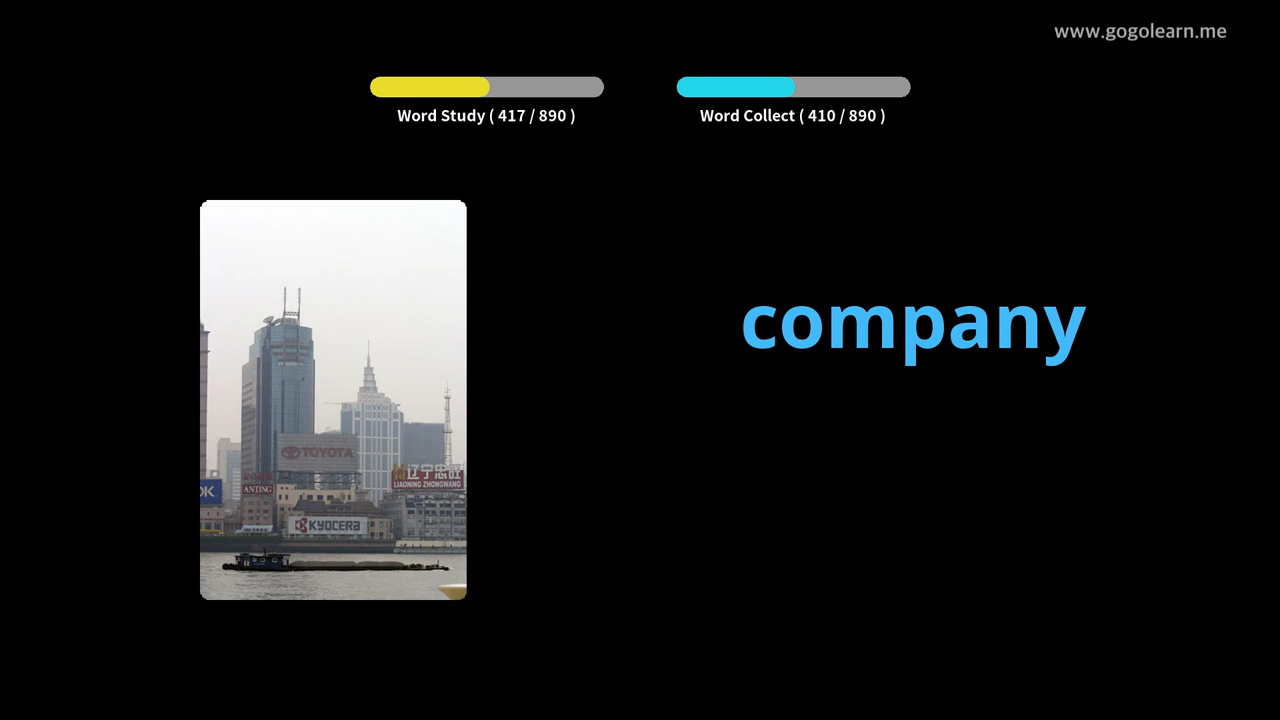 www.gogolearn.me
Word Study ( 417 / 890 )
Word Collect ( 410 / 890 )
company
TOYOTA
辽宁忠旺
LIAONING ZHONGWANG
ANTING
OK
KYOCERA